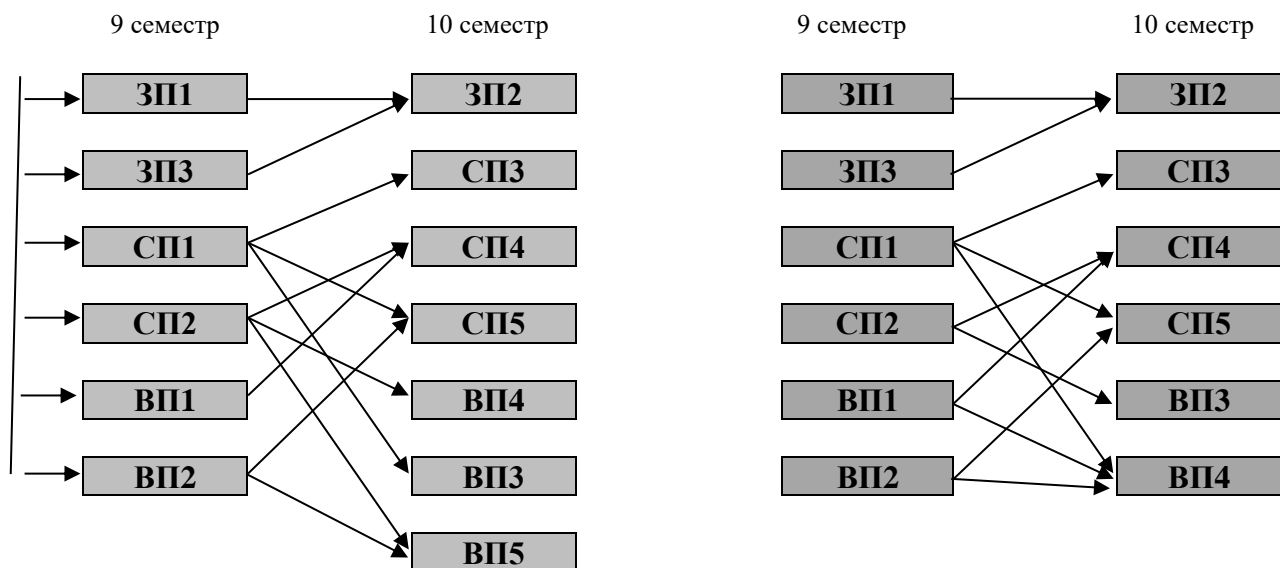 9 семестр 10 семестр 9 семестр 10 семестр
ЗП1 ЗП2 ЗП1 ЗП2
ЗП3 СП3 ЗП3 СП3
СП1 СП4 СП1 СП4
СП2 СП5 СП2 СП5
ВП1 ВП4 ВП1 ВП3
ВП2 ВП3 ВП2 ВП4
ВП5